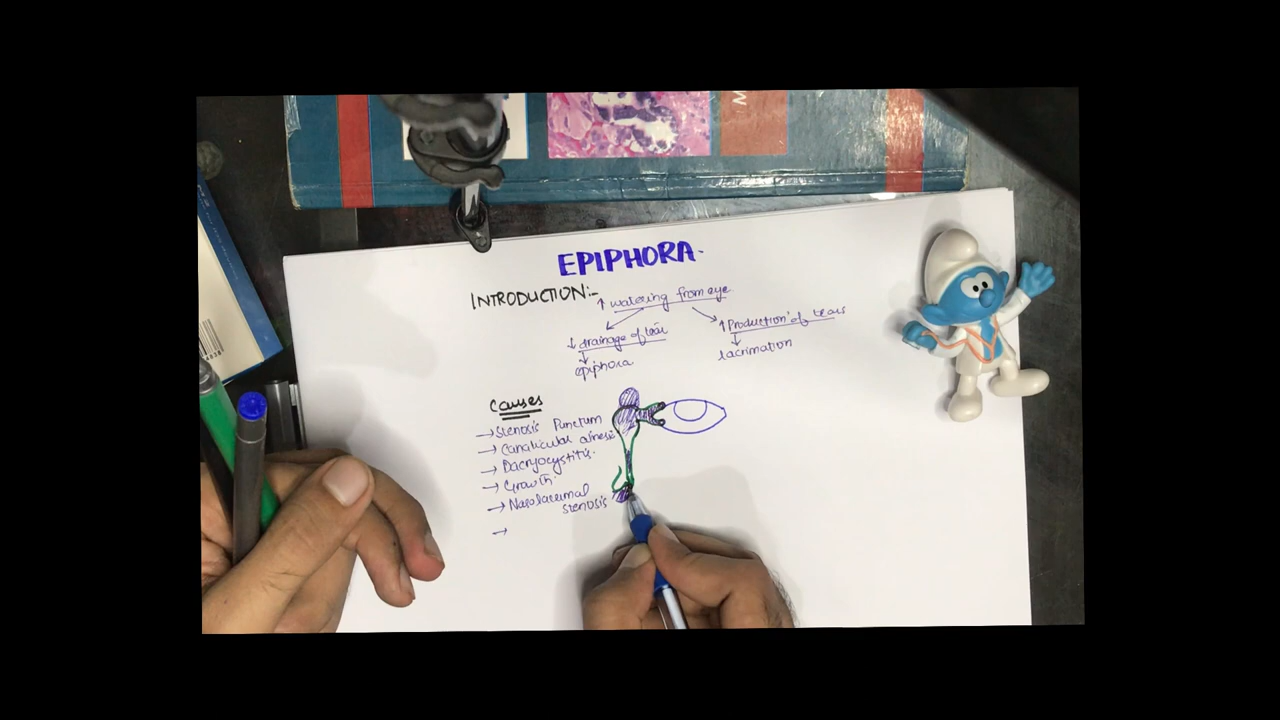 EPIPHORA
INTRODUCTION:-
↑ watering from eye
↓ drainage of tear
↑ Production of tears
epiphora
lacrimation
Causes
→ Stenosis Punctum
→ Canalicular atresia
→ Dacryocystitis.
→ Growth
→ Nasolacrimal
stenosis
→
M